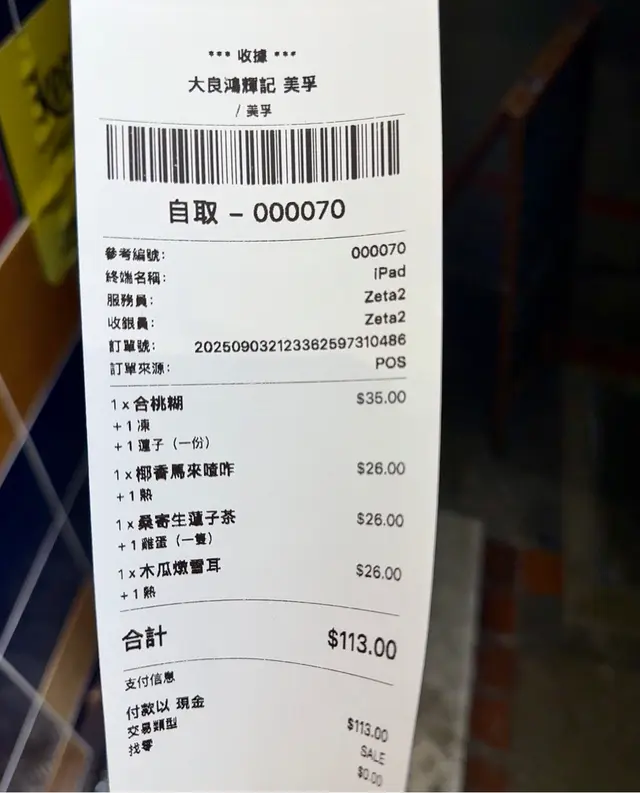 *** 收據 ***
大良鴻輝記 美孚
/ 美孚
自取 – 000070
參考編號: 000070
終端名稱: iPad
服務員: Zeta2
收銀員: Zeta2
訂單號: 202509032123362597310486
訂單來源: POS
1 x 合桃糊 $35.00
+ 1 凍
+ 1 蓮子（一份）
1 x 椰香馬來喳咋 $26.00
+ 1 熱
1 x 桑寄生蓮子茶 $26.00
+ 1 雞蛋（一隻）
1 x 木瓜燉雪耳 $26.00
+ 1 熱
合計 $113.00
支付信息
付款以 現金 $113.00
交易類型 SALE
找零 $0.00